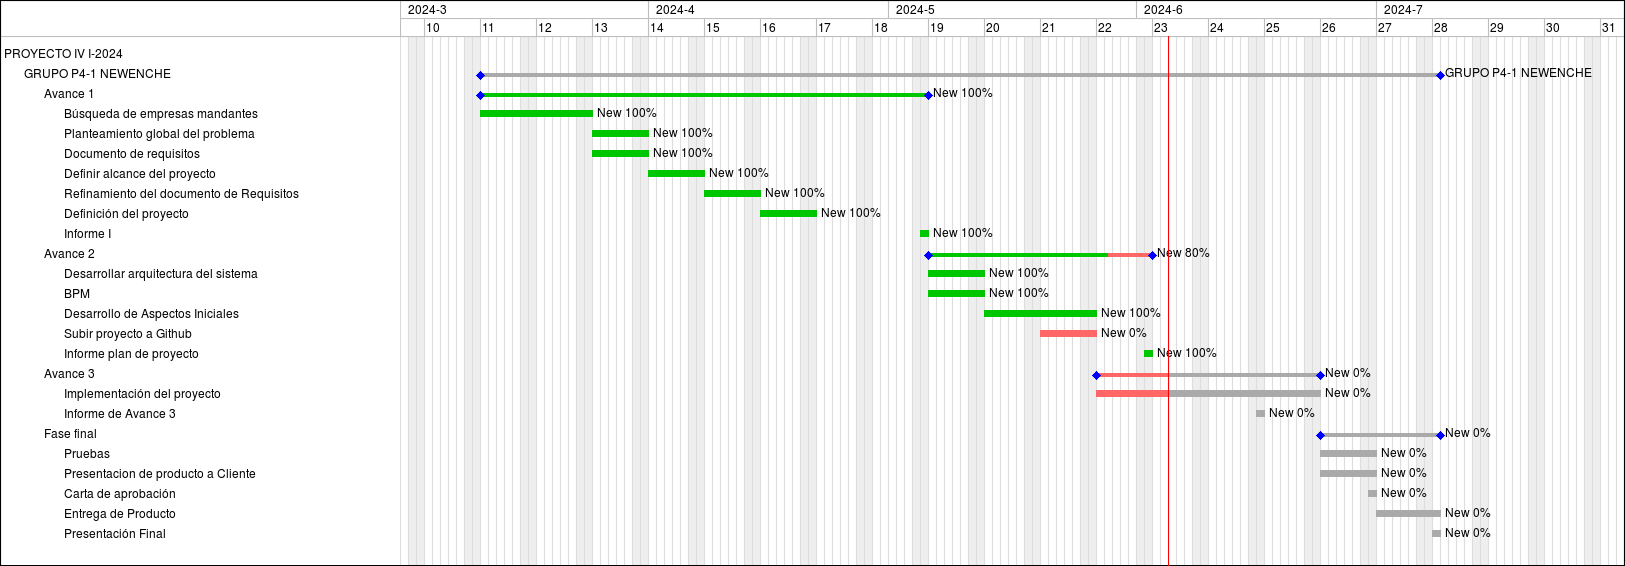 2024-3 2024-4 2024-5 2024-6 2024-7
10 11 12 13 14 15 16 17 18 19 20 21 22 23 24 25 26 27 28 29 30 31
PROYECTO IV I-2024
GRUPO P4-1 NEWENCHE GRUPO P4-1 NEWENCHE
Avance 1 New 100%
Búsqueda de empresas mandantes New 100%
Planteamiento global del problema New 100%
Documento de requisitos New 100%
Definir alcance del proyecto New 100%
Refinamiento del documento de Requisitos New 100%
Definición del proyecto New 100%
Informe I New 100%
Avance 2 New 80%
Desarrollar arquitectura del sistema New 100%
BPM New 100%
Desarrollo de Aspectos Iniciales New 100%
Subir proyecto a Github New 0%
Informe plan de proyecto New 100%
Avance 3 New 0%
Implementación del proyecto New 0%
Informe de Avance 3 New 0%
Fase final New 0%
Pruebas New 0%
Presentacion de producto a Cliente New 0%
Carta de aprobación New 0%
Entrega de Producto New 0%
Presentación Final New 0%